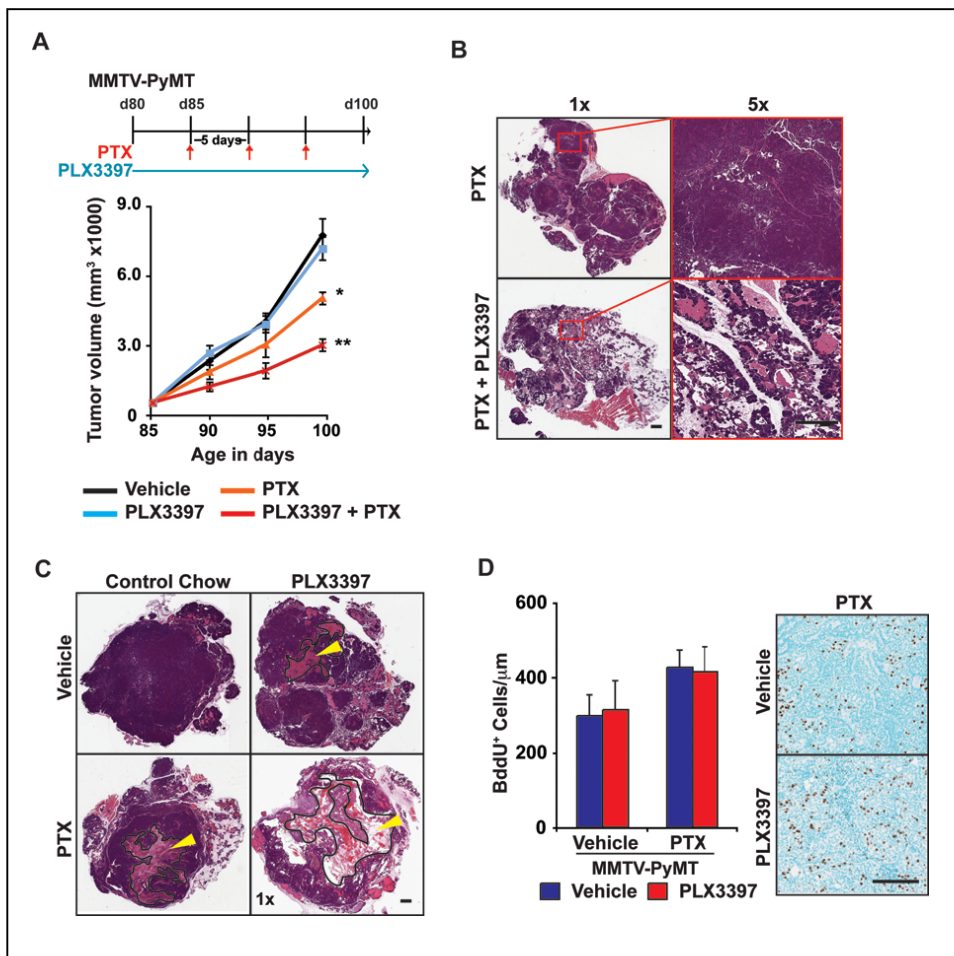 A
MMTV-PyMT
d80 d85 d100
5 days
PTX
PLX3397
Tumor volume (mm³ x1000)
9.0
6.0
3.0
0
*
**
85 90 95 100
Age in days
Vehicle PTX
PLX3397 PLX3397 + PTX
B
1x 5x
PTX
PTX + PLX3397
C
Control Chow PLX3397
Vehicle
PTX
1x
D
BddU⁺ Cells/µm
600
400
200
0
Vehicle PTX
MMTV-PyMT
Vehicle PLX3397
PTX
Vehicle
PLX3397